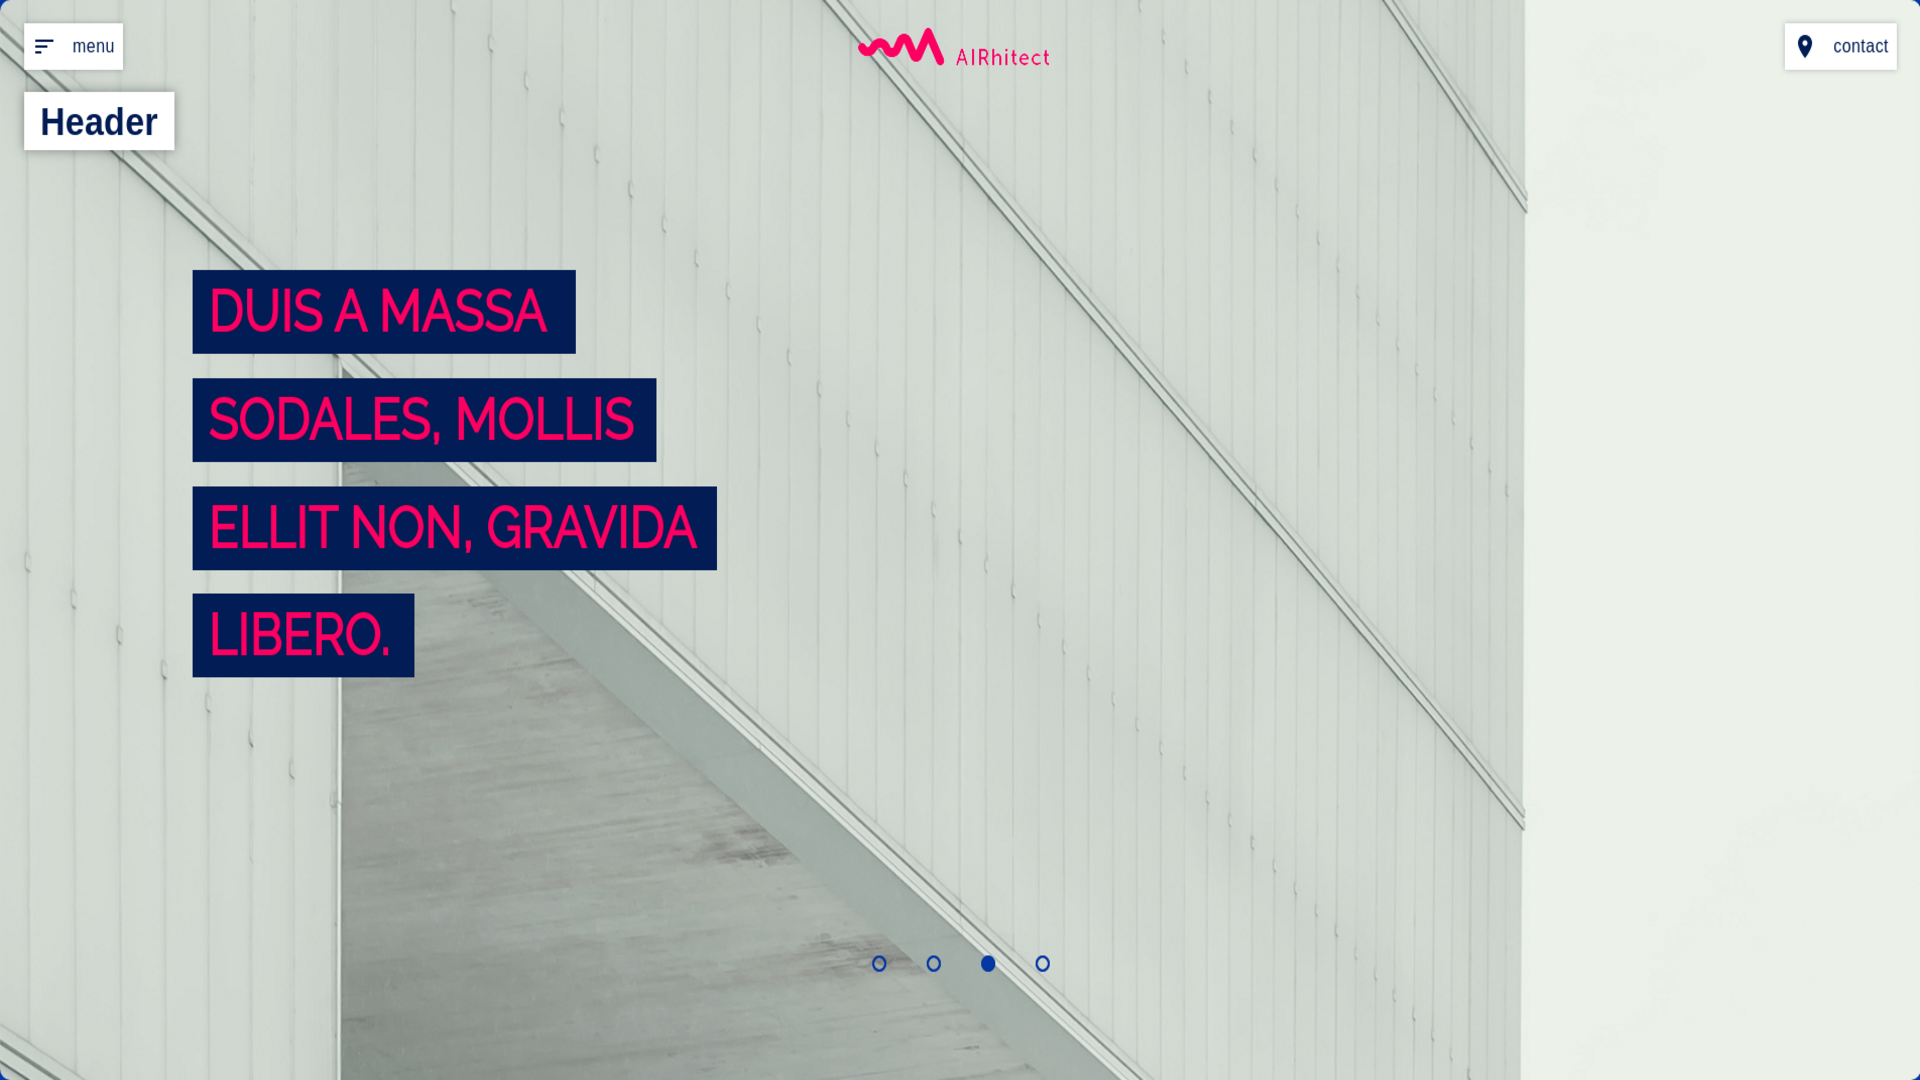 menu
AIRhitect
contact
Header
DUIS A MASSA
SODALES, MOLLIS
ELLIT NON, GRAVIDA
LIBERO.